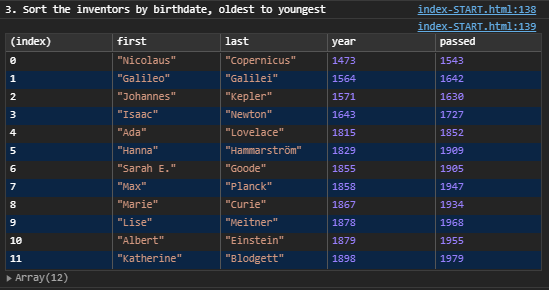 3. Sort the inventors by birthdate, oldest to youngest index-START.html:138
index-START.html:139
(index) first last year passed
0 "Nicolaus" "Copernicus" 1473 1543
1 "Galileo" "Galilei" 1564 1642
2 "Johannes" "Kepler" 1571 1630
3 "Isaac" "Newton" 1643 1727
4 "Ada" "Lovelace" 1815 1852
5 "Hanna" "Hammarström" 1829 1909
6 "Sarah E." "Goode" 1855 1905
7 "Max" "Planck" 1858 1947
8 "Marie" "Curie" 1867 1934
9 "Lise" "Meitner" 1878 1968
10 "Albert" "Einstein" 1879 1955
11 "Katherine" "Blodgett" 1898 1979
▶ Array(12)